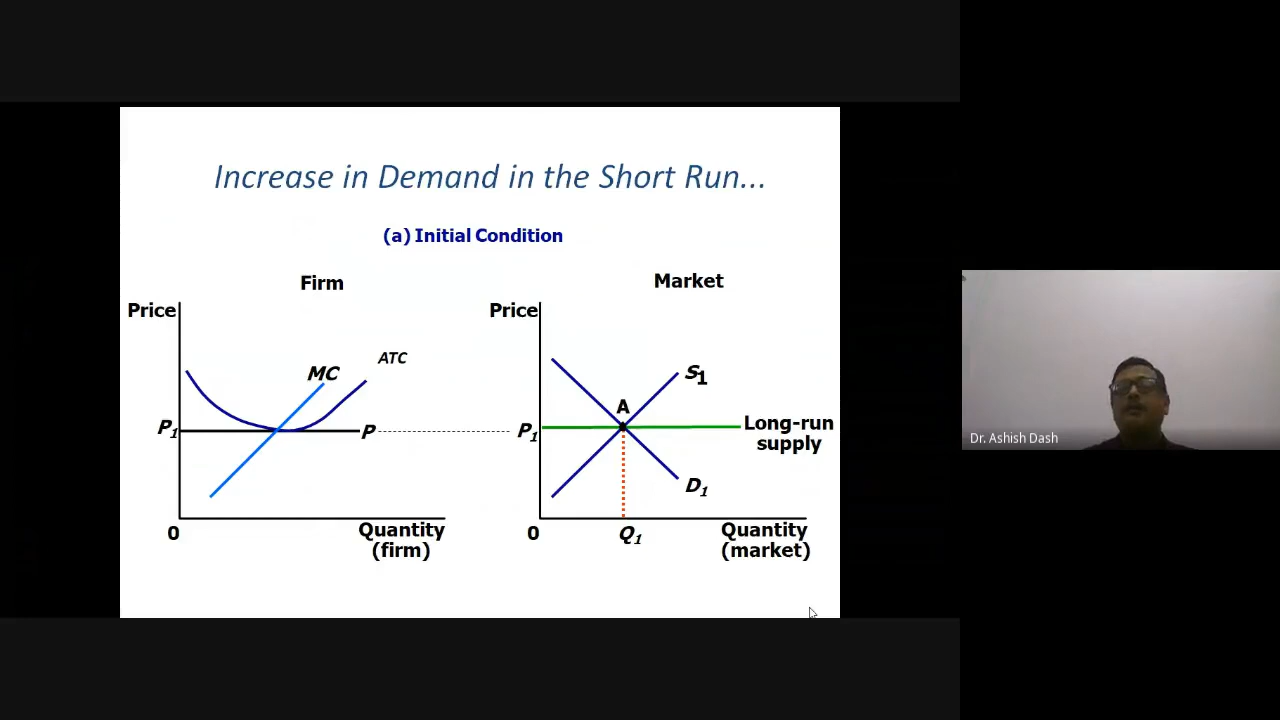 Increase in Demand in the Short Run...
(a) Initial Condition
Firm
Market
Price
Price
ATC
MC
S1
A
P1
P
P1
Long-run
supply
D1
0
Quantity
(firm)
0
Q1
Quantity
(market)
Dr. Ashish Dash